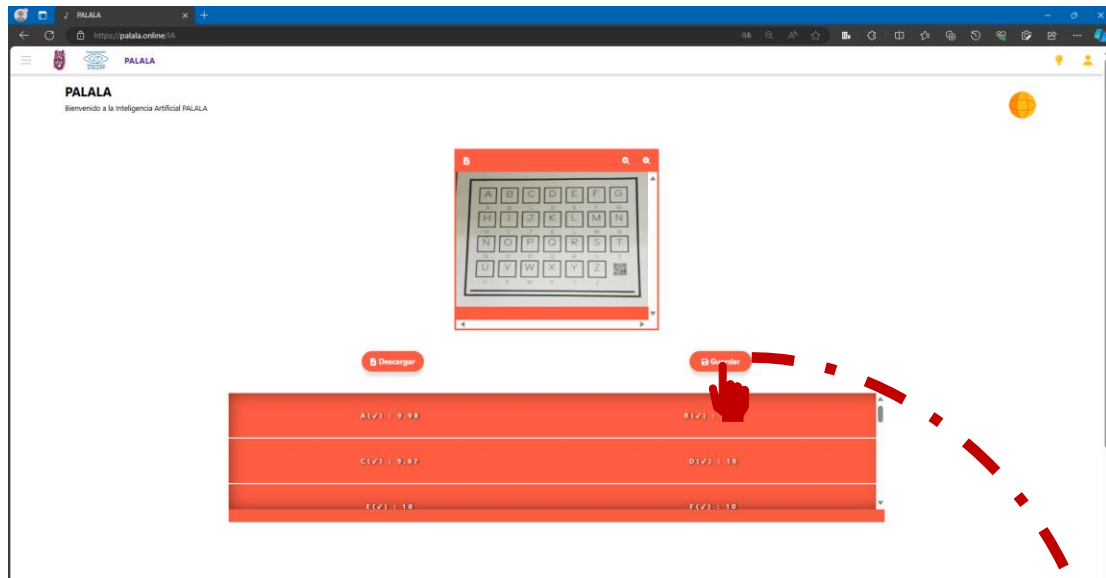 PALALA
https://palala.online/IA
PALALA
PALALA
Bienvenido a la Inteligencia Artificial PALALA
A B C D E F G
H I J K L M N
Ñ O P Q R S T
U V W X Y Z
Descargar
Guardar
A(✓) : 9.98
B(✓) :
C(✓) : 9.87
D(✓) : 10
E(✓) : 10
F(✓) : 10